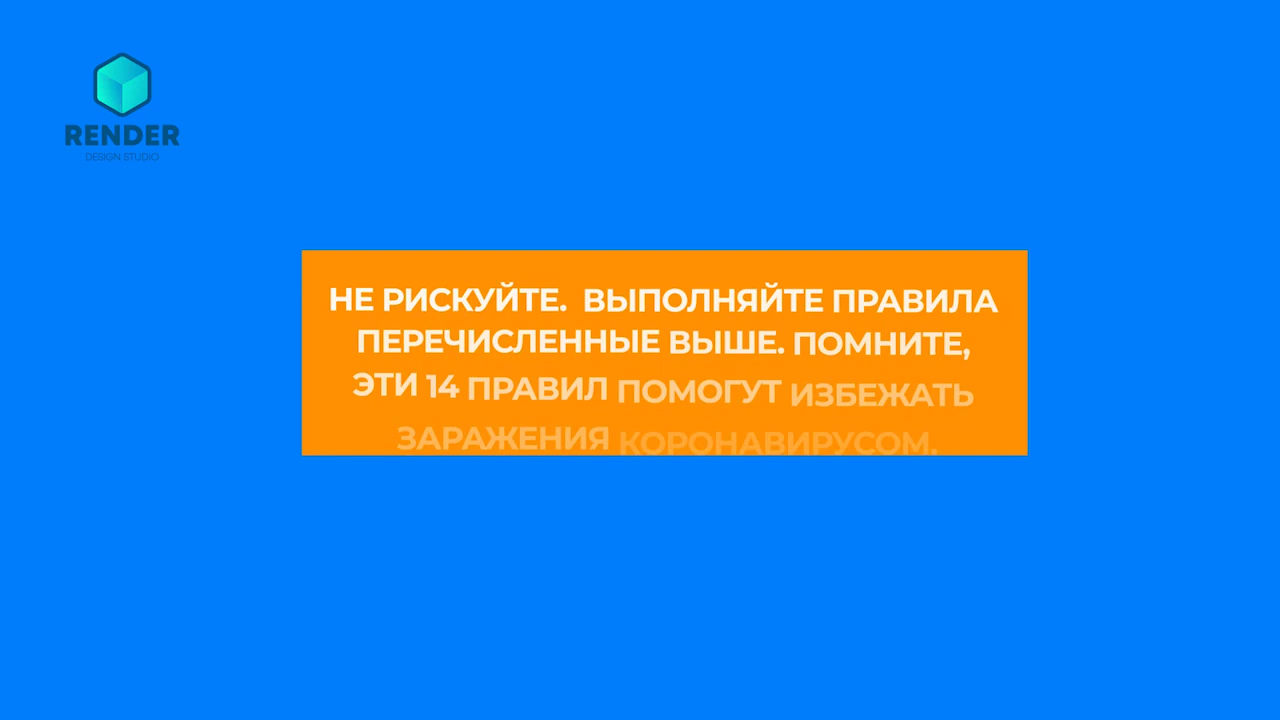 RENDER
DESIGN STUDIO
НЕ РИСКУЙТЕ. ВЫПОЛНЯЙТЕ ПРАВИЛА
ПЕРЕЧИСЛЕННЫЕ ВЫШЕ. ПОМНИТЕ,
ЭТИ 14 ПРАВИЛ ПОМОГУТ ИЗБЕЖАТЬ
ЗАРАЖЕНИЯ КОРОНАВИРУСОМ.